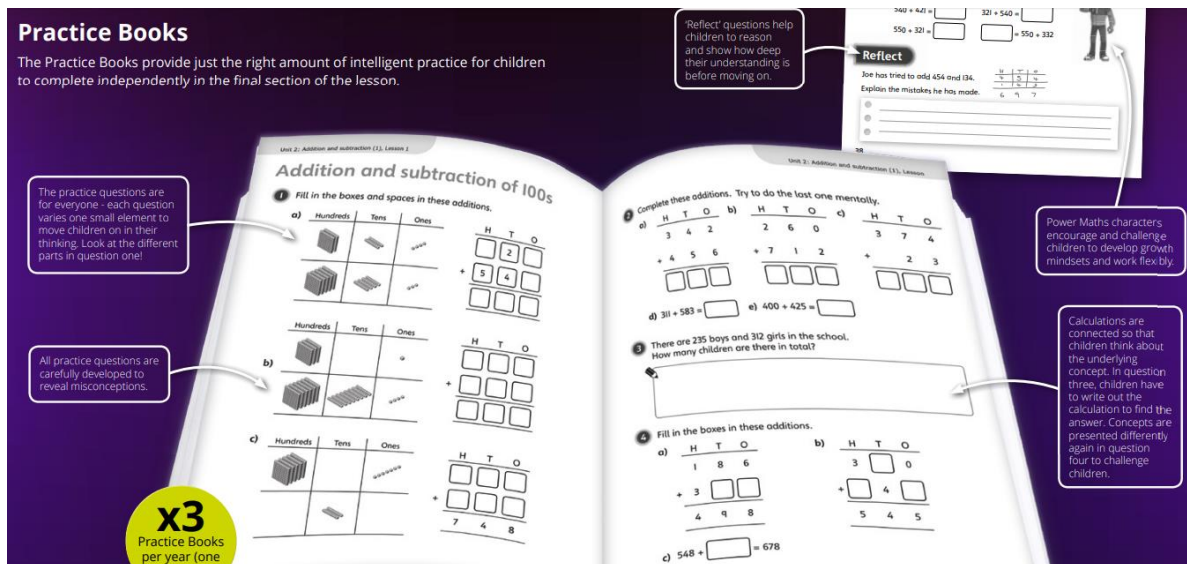 Practice Books
The Practice Books provide just the right amount of intelligent practice for children
to complete independently in the final section of the lesson.
'Reflect' questions help
children to reason
and show how deep
their understanding is
before moving on.
540 + 421 =
321 + 540 =
550 + 321 =
= 550 + 332
Reflect
Joe has tried to add 454 and 134.
Explain the mistakes he has made.
H T O
6 9 7
38
The practice questions are
for everyone - each question
varies one small element to
move children on in their
thinking. Look at the different
parts in question one!
All practice questions are
carefully developed to
reveal misconceptions.
x3
Practice Books
per year (one
Unit 2: Addition and subtraction (1), Lesson 1
Addition and subtraction of 100s
1 Fill in the boxes and spaces in these additions.
a) Hundreds Tens Ones
H T O
2
+ 5 4
b) Hundreds Tens Ones
H T O
+
c) Hundreds Tens Ones
H T O
+
7 4 8
Unit 2: Addition and subtraction (1), Lesson
2 Complete these additions. Try to do the last one mentally.
a) H T O
3 4 2
+ 4 5 6
b) H T O
2 6 0
+ 7 1 2
c) H T O
3 7 4
+ 2 3
d) 311 + 583 =
e) 400 + 425 =
3 There are 235 boys and 312 girls in the school.
How many children are there in total?
4 Fill in the boxes in these additions.
a) H T O
1 8 6
+ 3
4 9 8
b) H T O
3 0
+ 4
5 4 5
c) 548 + = 678
Power Maths characters
encourage and challenge
children to develop growth
mindsets and work flexibly.
Calculations are
connected so that
children think about
the underlying
concept. In question
three, children have
to write out the
calculation to find the
answer. Concepts are
presented differently
again in question
four to challenge
children.